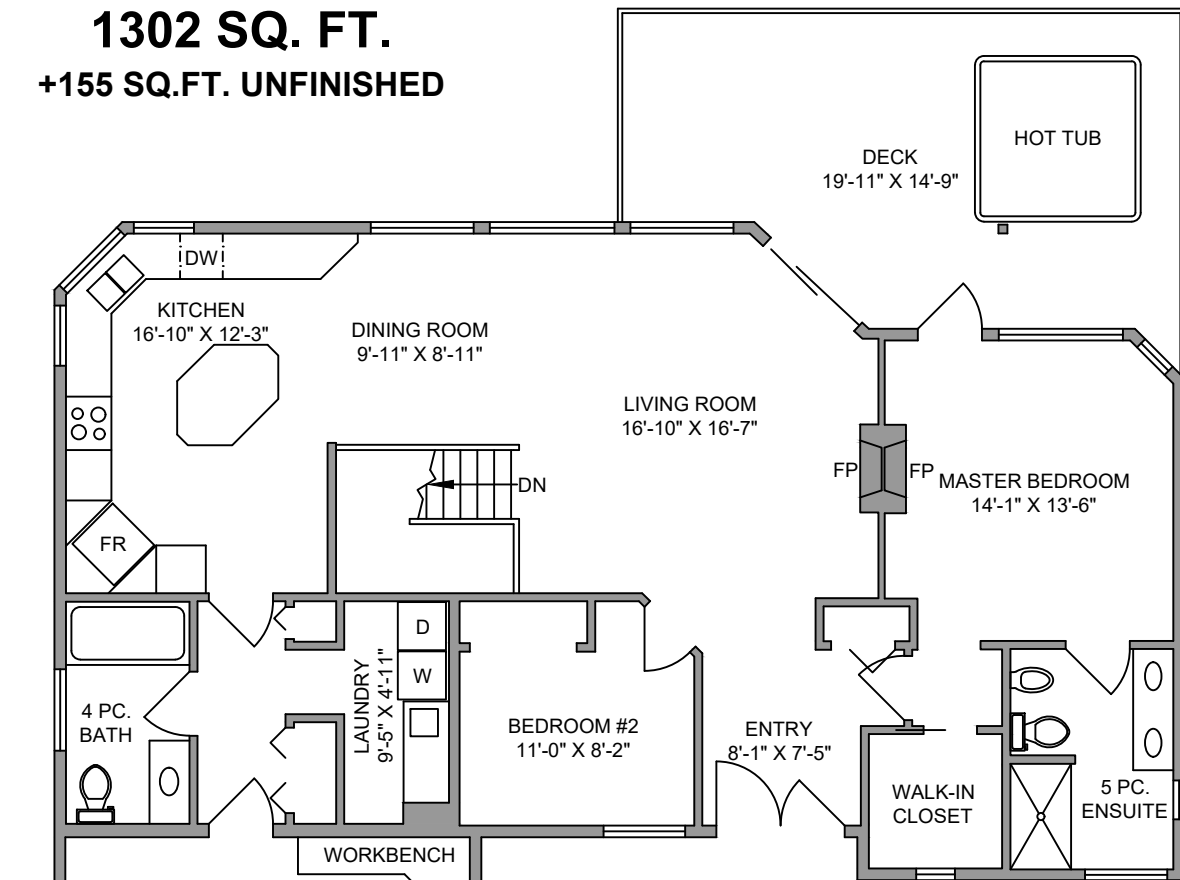 1302 SQ. FT.
+155 SQ.FT. UNFINISHED
HOT TUB
DECK
19'-11" X 14'-9"
DW
KITCHEN
16'-10" X 12'-3"
DINING ROOM
9'-11" X 8'-11"
LIVING ROOM
16'-10" X 16'-7"
FP
FP
MASTER BEDROOM
14'-1" X 13'-6"
DN
FR
D
W
LAUNDRY
9'-5" X 4'-11"
4 PC.
BATH
BEDROOM #2
11'-0" X 8'-2"
ENTRY
8'-1" X 7'-5"
WALK-IN
CLOSET
5 PC.
ENSUITE
WORKBENCH